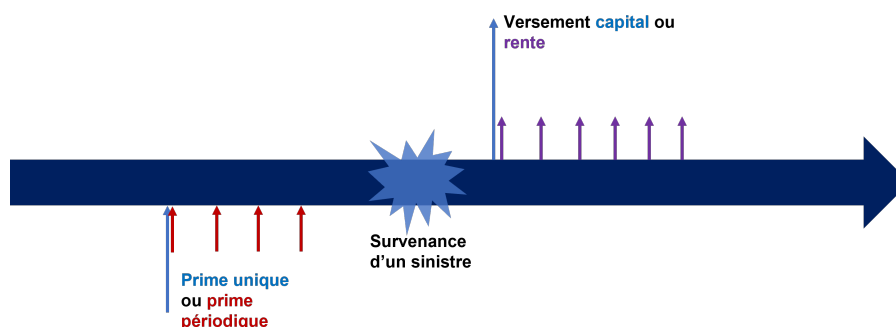 Versement capital ou
rente
Survenance
d'un sinistre
Prime unique
ou prime
périodique